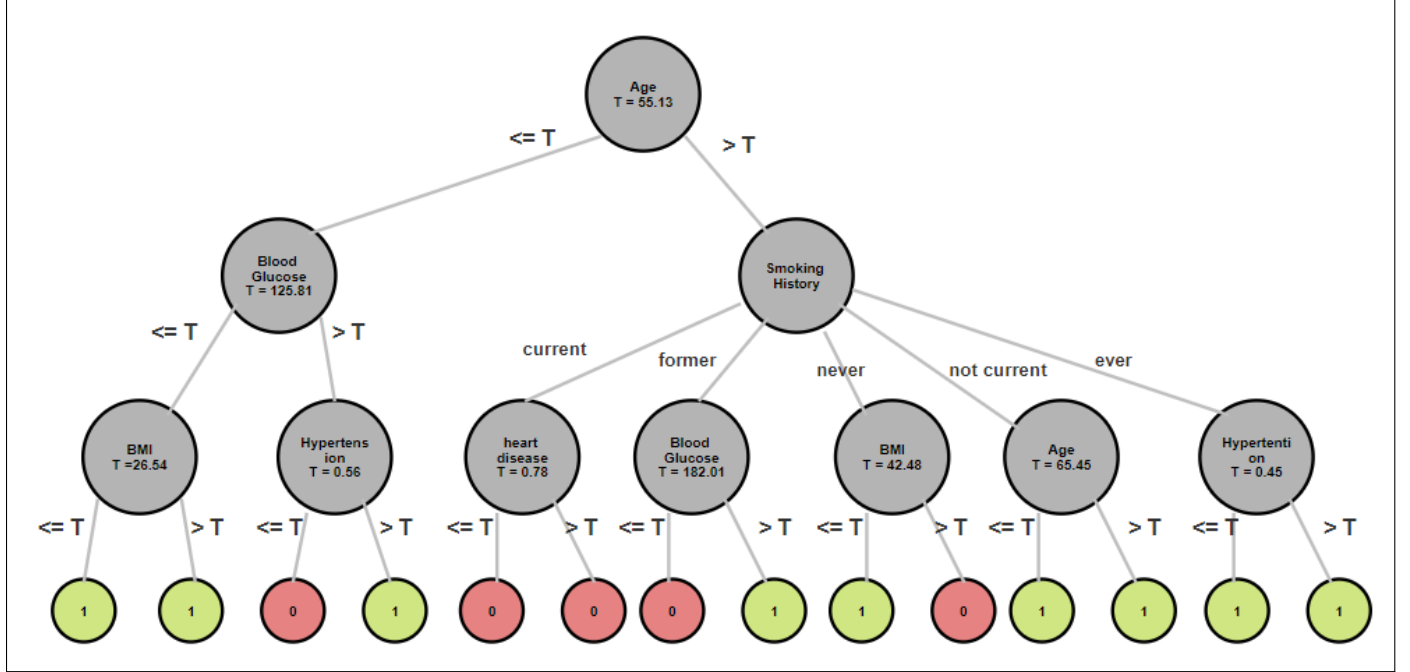 Age
T = 55.13
<= T
> T
Blood
Glucose
T = 125.81
Smoking
History
<= T
> T
current
former
never
not current
ever
BMI
T =26.54
Hypertens
ion
T = 0.56
heart
disease
T = 0.78
Blood
Glucose
T = 182.01
BMI
T = 42.48
Age
T = 65.45
Hypertenti
on
T = 0.45
<= T
> T
<= T
> T
<= T
> T
<= T
> T
<= T
> T
<= T
> T
<= T
> T
1
1
0
1
0
0
0
1
1
0
1
1
1
1